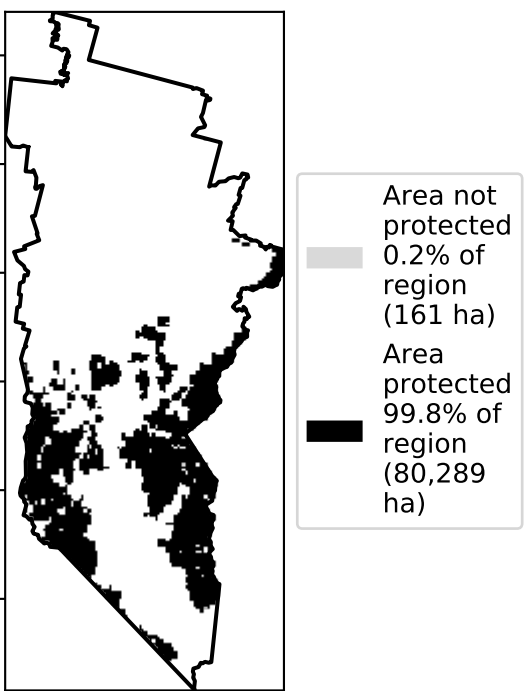 Area not
protected
0.2% of
region
(161 ha)
Area
protected
99.8% of
region
(80,289
ha)